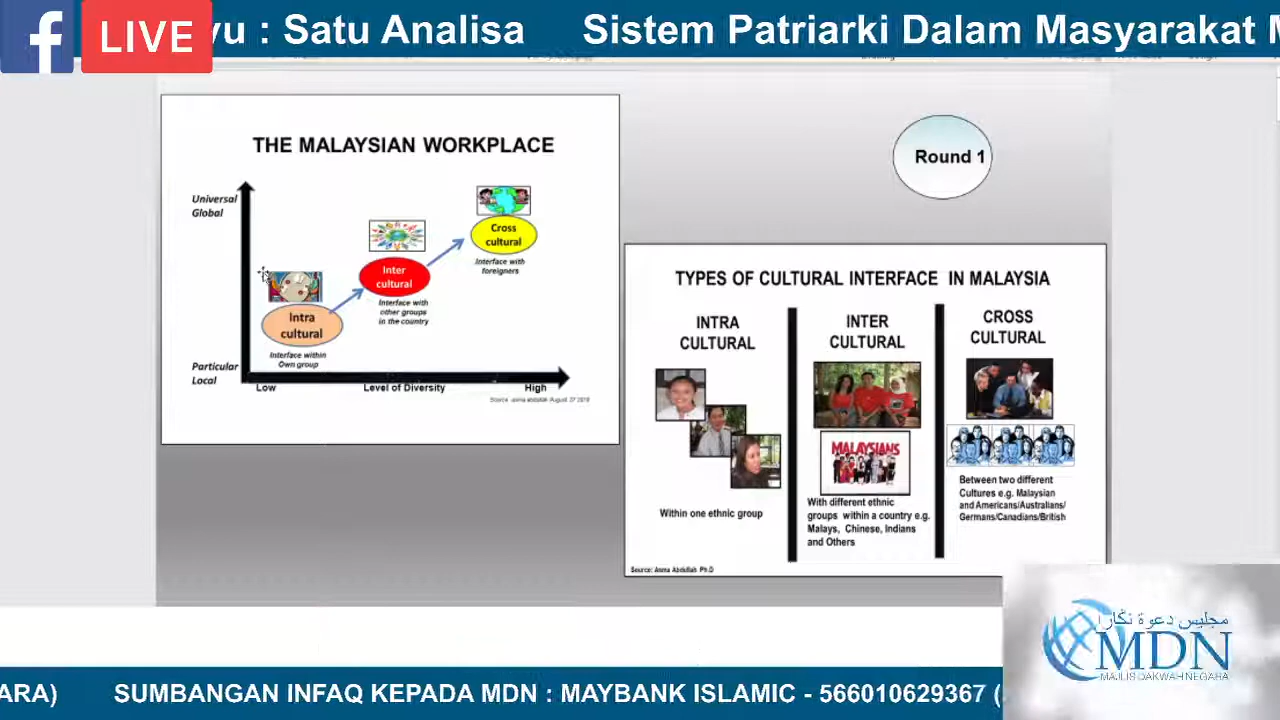 f LIVE
yu : Satu Analisa
Sistem Patriarki Dalam Masyarakat M
THE MALAYSIAN WORKPLACE
Universal
Global
Cross
cultural
Interface with
foreigners
Inter
cultural
Interface with
other groups
in the country
Intra
cultural
Interface within
Own group
Particular
Local
Low
Level of Diversity
High
Round 1
TYPES OF CULTURAL INTERFACE IN MALAYSIA
INTRA
CULTURAL
Within one ethnic group
INTER
CULTURAL
MALAYSIANS
With different ethnic
groups within a country e.g.
Malays, Chinese, Indians
and Others
CROSS
CULTURAL
Between two different
Cultures e.g. Malaysian
and Americans/Australians/
Germans/Canadians/British
Source: Asma Abdullah Ph.D
مجليس دعوة نڬارا
MDN
MAJLIS DAKWAH NEGARA
ARA)
SUMBANGAN INFAQ KEPADA MDN : MAYBANK ISLAMIC - 566010629367 (